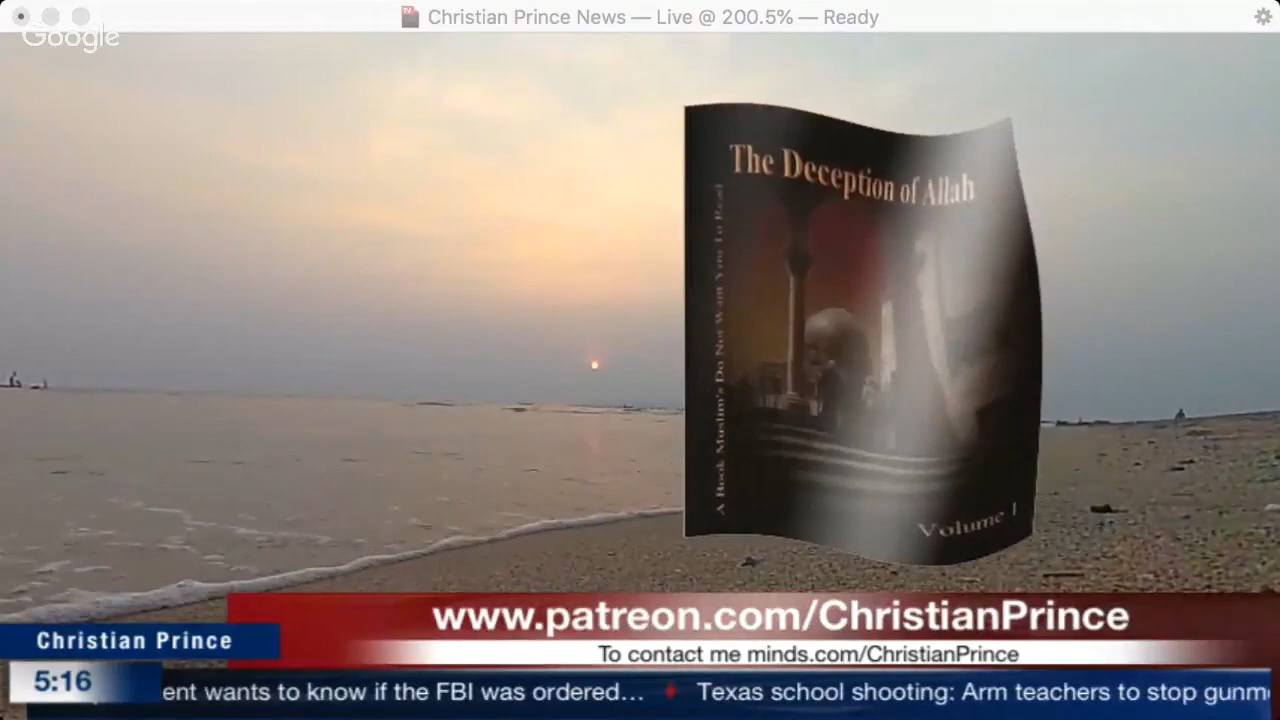 Christian Prince News — Live @ 200.5% — Ready
Google
The Deception of Allah
A Book Muslim's Do Not Want You To Read
Volume 1
www.patreon.com/ChristianPrince
Christian Prince
To contact me minds.com/ChristianPrince
5:16
ent wants to know if the FBI was ordered... Texas school shooting: Arm teachers to stop gunm